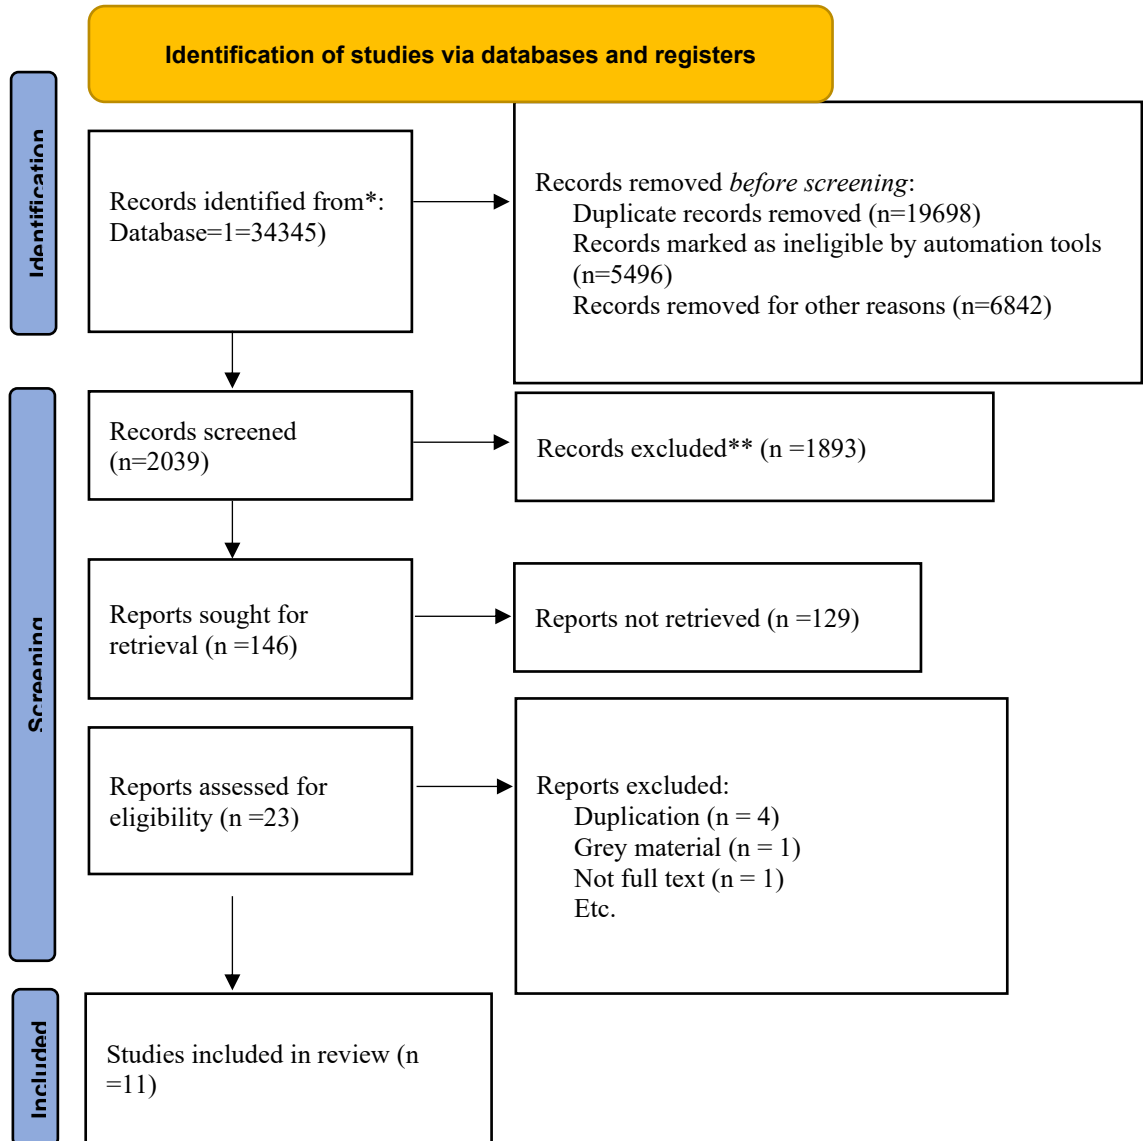 Identification of studies via databases and registers
Identification
Records identified from*:
Database=1=34345)
Records removed before screening:
Duplicate records removed (n=19698)
Records marked as ineligible by automation tools
(n=5496)
Records removed for other reasons (n=6842)
Screening
Records screened
(n=2039)
Records excluded** (n =1893)
Reports sought for
retrieval (n =146)
Reports not retrieved (n =129)
Reports assessed for
eligibility (n =23)
Reports excluded:
Duplication (n = 4)
Grey material (n = 1)
Not full text (n = 1)
Etc.
Included
Studies included in review (n
=11)